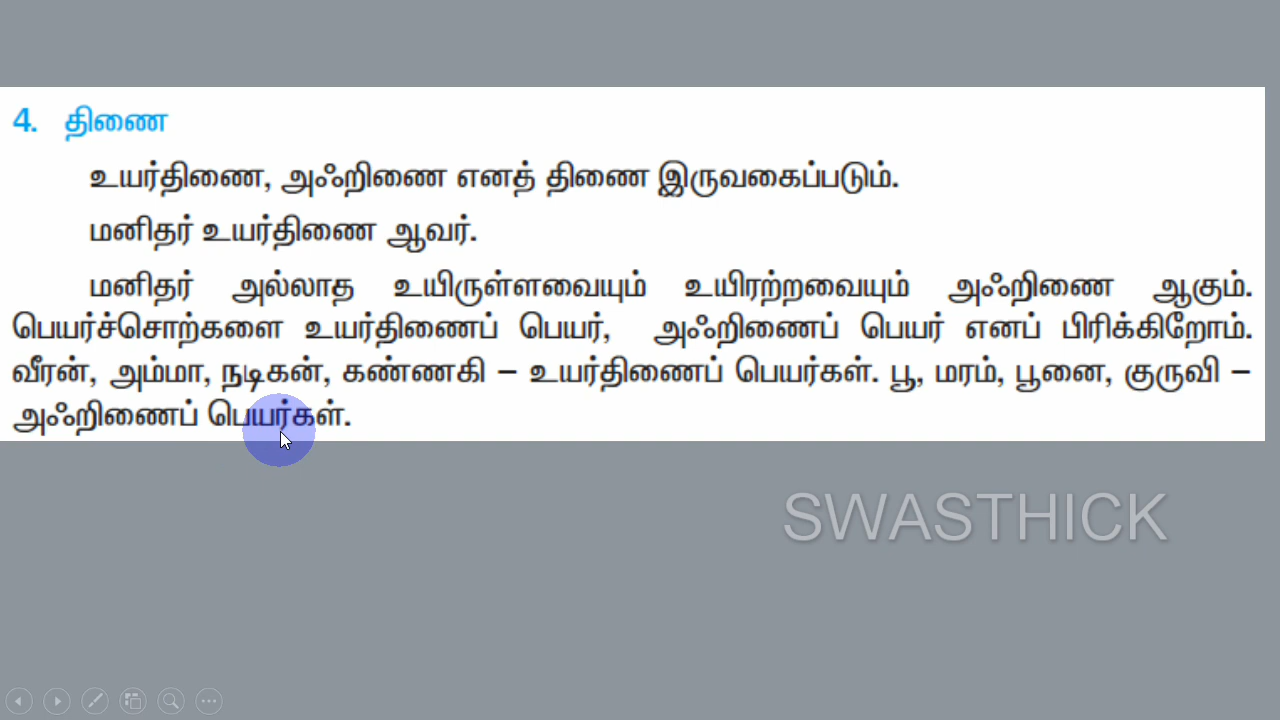 4. திணை
உயர்திணை, அஃறிணை எனத் திணை இருவகைப்படும்.
மனிதர் உயர்திணை ஆவர்.
மனிதர் அல்லாத உயிருள்ளவையும் உயிரற்றவையும் அஃறிணை ஆகும்.
பெயர்ச்சொற்களை உயர்திணைப் பெயர், அஃறிணைப் பெயர் எனப் பிரிக்கிறோம்.
வீரன், அம்மா, நடிகன், கண்ணகி – உயர்திணைப் பெயர்கள். பூ, மரம், பூனை, குருவி –
அஃறிணைப் பெயர்கள்.
SWASTHICK